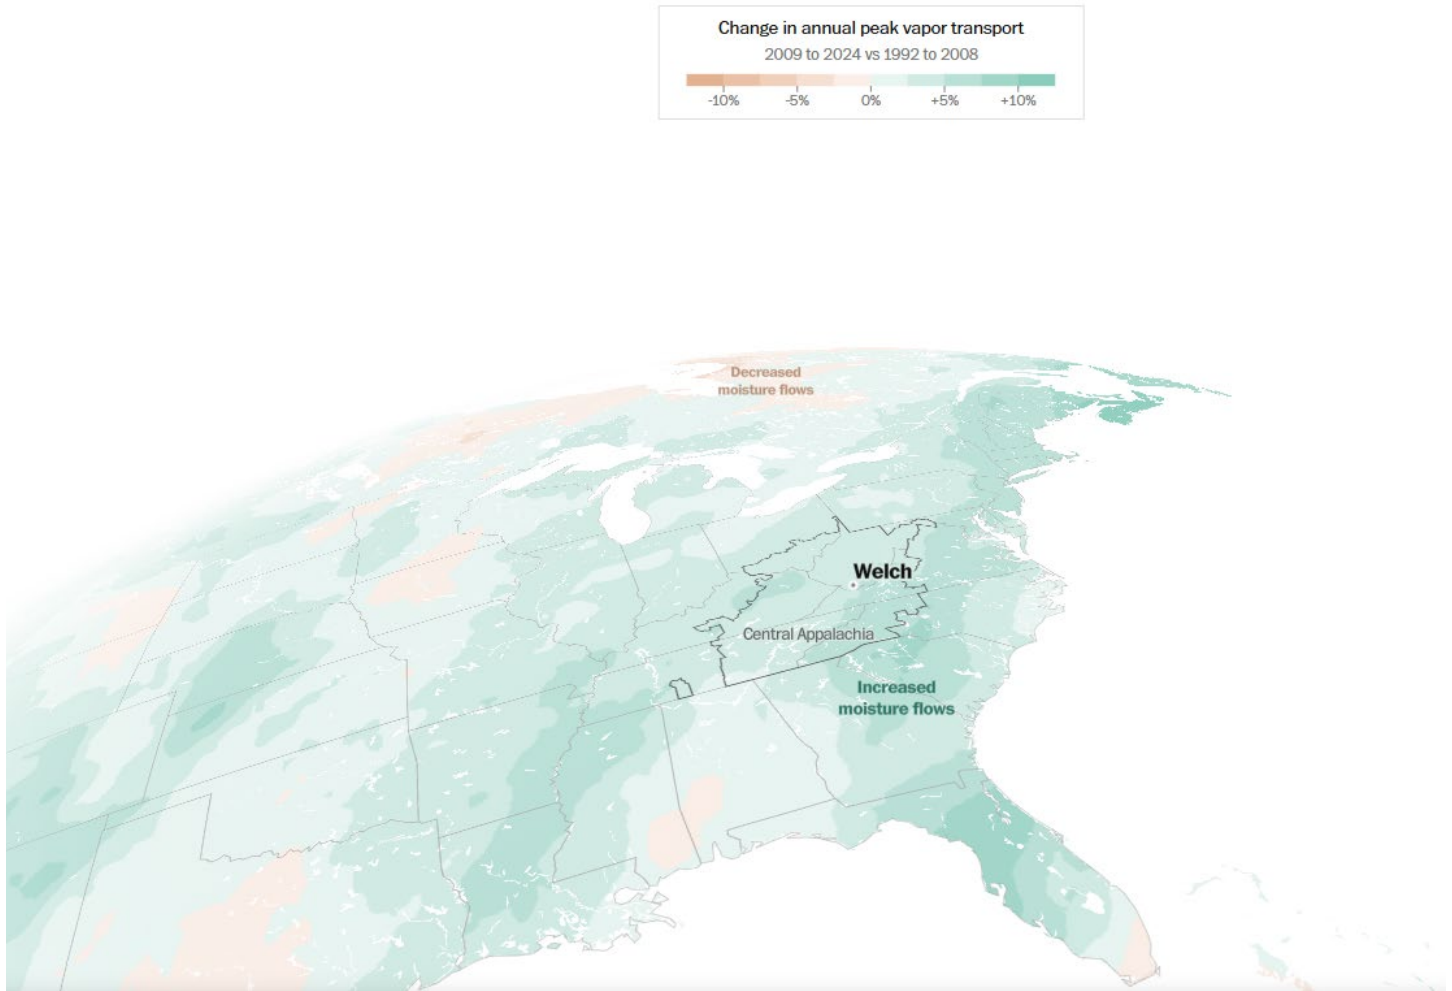 Change in annual peak vapor transport
2009 to 2024 vs 1992 to 2008
-10% -5% 0% +5% +10%
Decreased
moisture flows
Welch
Central Appalachia
Increased
moisture flows